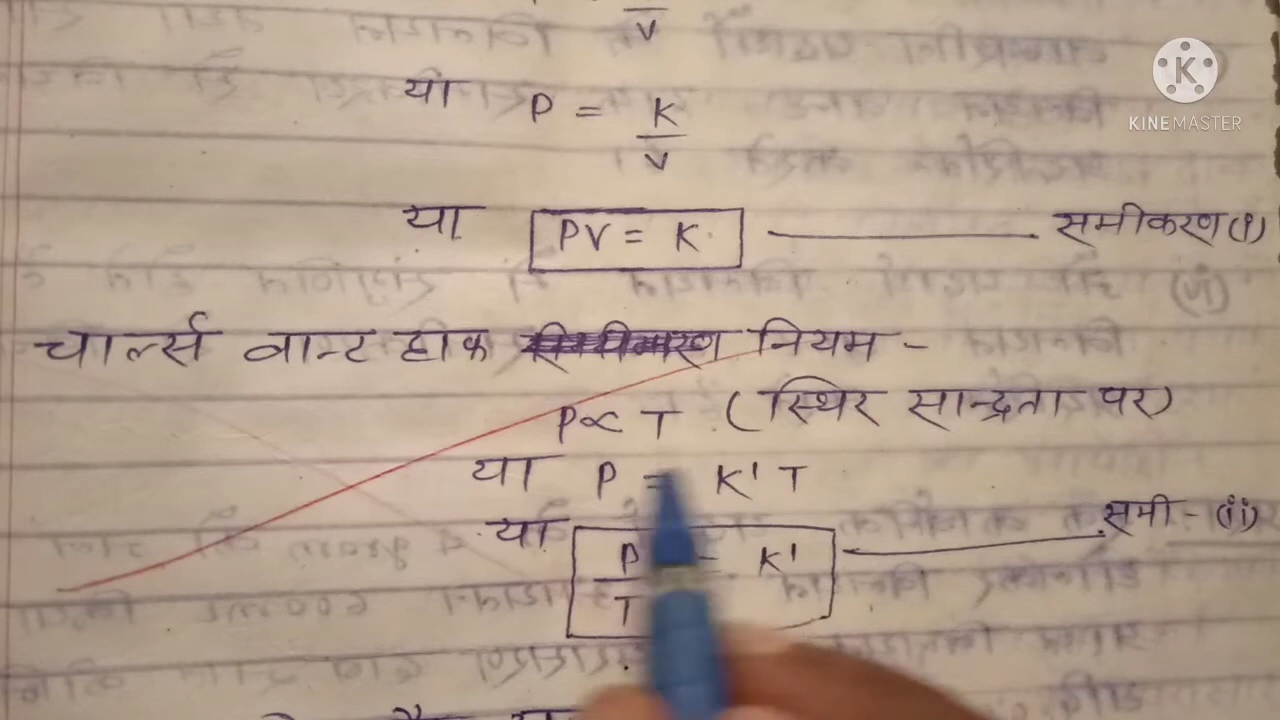 V
या P = K
V
या PV = K
समीकरण (i)
चार्ल्स वान्ट हॉफ नियम -
P ∝ T (स्थिर सान्द्रता पर)
या P = K' T
या P = K'
T
समी - (ii)
K
KINEMASTER